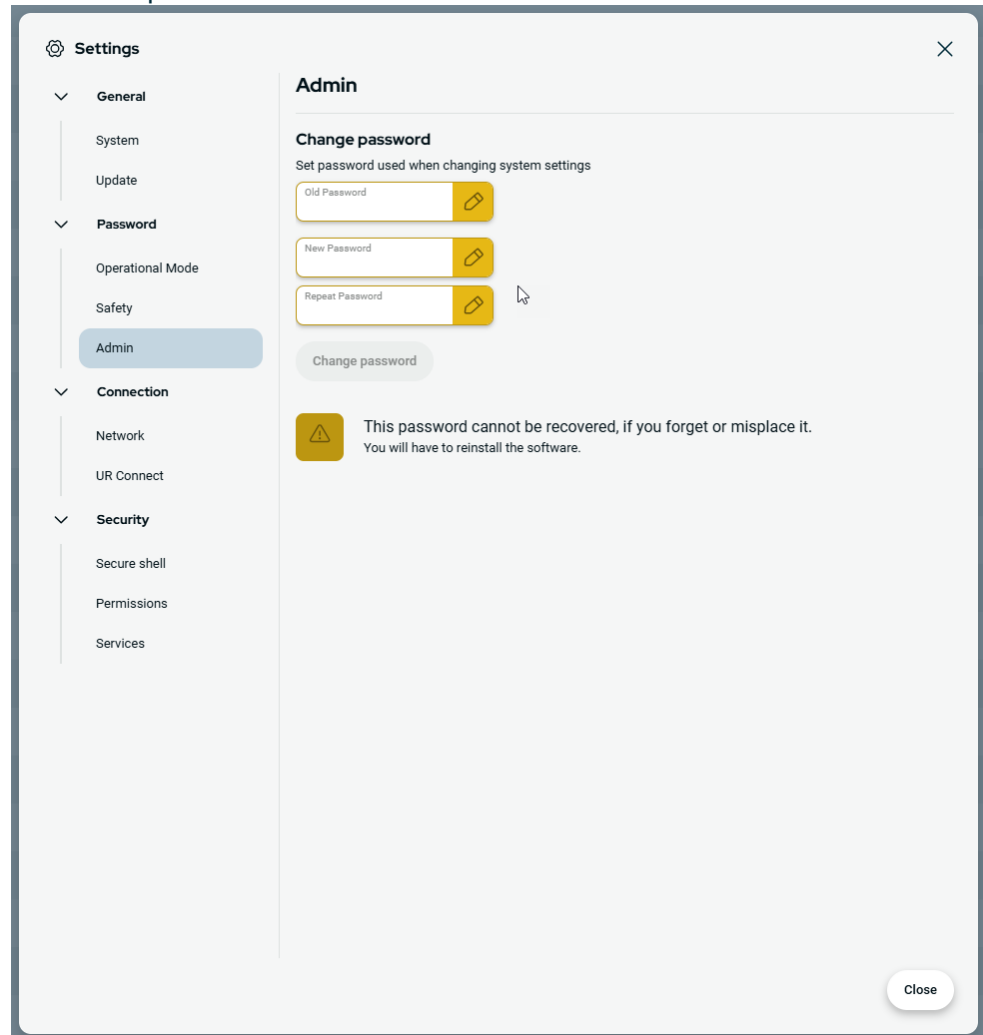 Settings
General
System
Update
Password
Operational Mode
Safety
Admin
Connection
Network
UR Connect
Security
Secure shell
Permissions
Services
Admin
Change password
Set password used when changing system settings
Old Password
New Password
Repeat Password
Change password
This password cannot be recovered, if you forget or misplace it.
You will have to reinstall the software.
Close